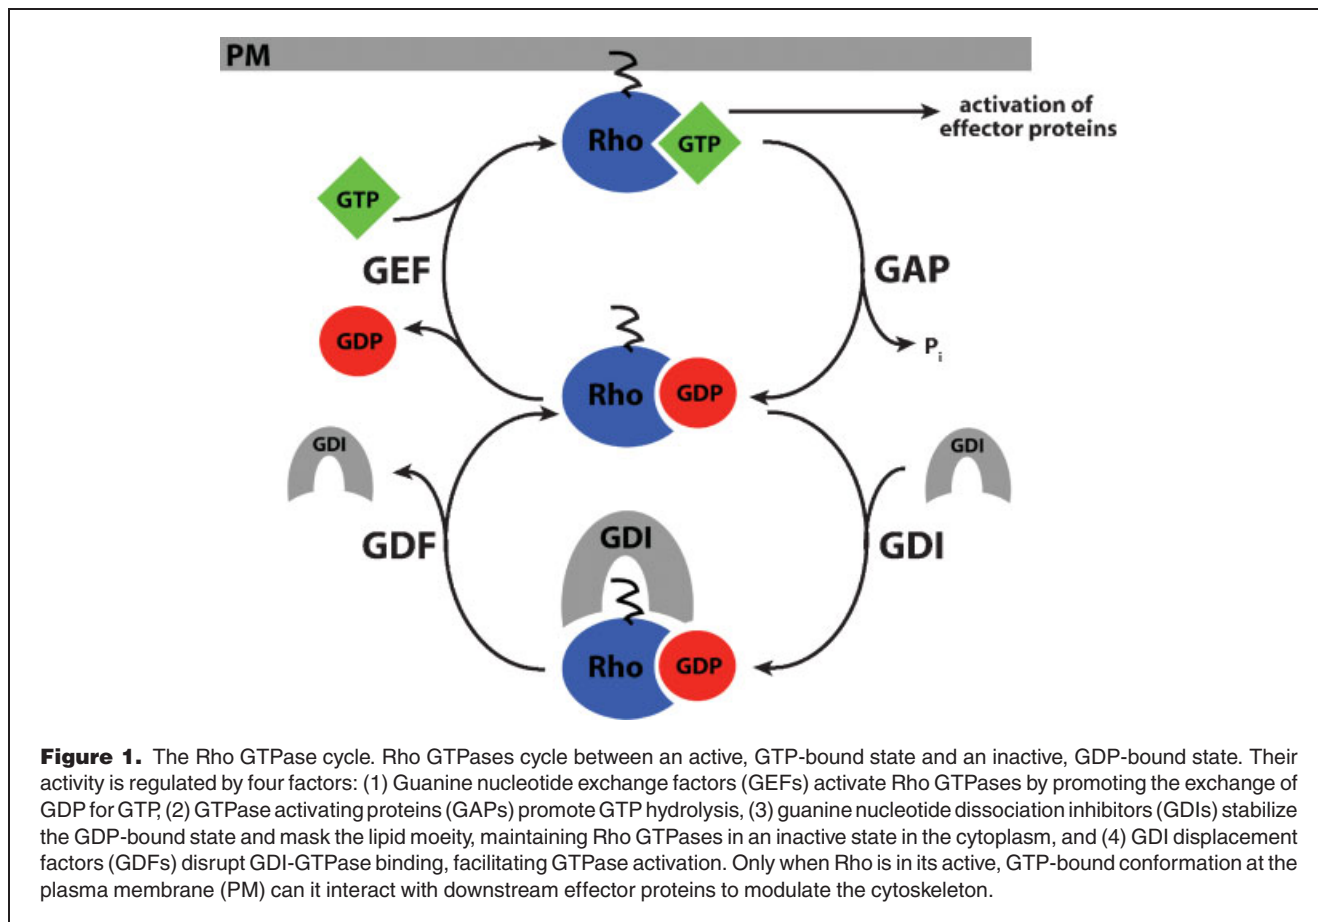 PM
Rho
GTP
activation of
effector proteins
GTP
GEF
GAP
GDP
Pi
Rho
GDP
GDI
GDI
GDF
GDI
GDI
Rho
GDP
Figure 1. The Rho GTPase cycle. Rho GTPases cycle between an active, GTP-bound state and an inactive, GDP-bound state. Their
activity is regulated by four factors: (1) Guanine nucleotide exchange factors (GEFs) activate Rho GTPases by promoting the exchange of
GDP for GTP, (2) GTPase activating proteins (GAPs) promote GTP hydrolysis, (3) guanine nucleotide dissociation inhibitors (GDIs) stabilize
the GDP-bound state and mask the lipid moeity, maintaining Rho GTPases in an inactive state in the cytoplasm, and (4) GDI displacement
factors (GDFs) disrupt GDI-GTPase binding, facilitating GTPase activation. Only when Rho is in its active, GTP-bound conformation at the
plasma membrane (PM) can it interact with downstream effector proteins to modulate the cytoskeleton.